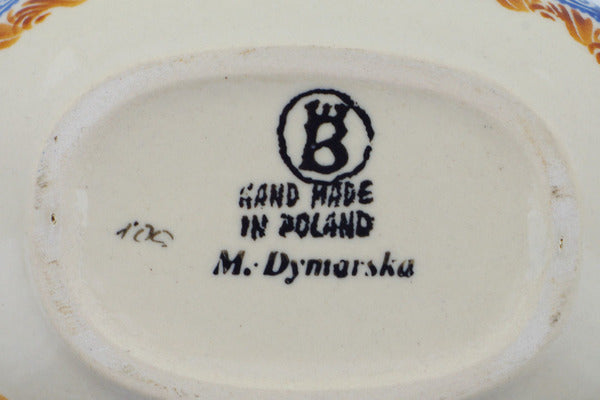 B
HAND MADE
IN POLAND
M. Dymarska